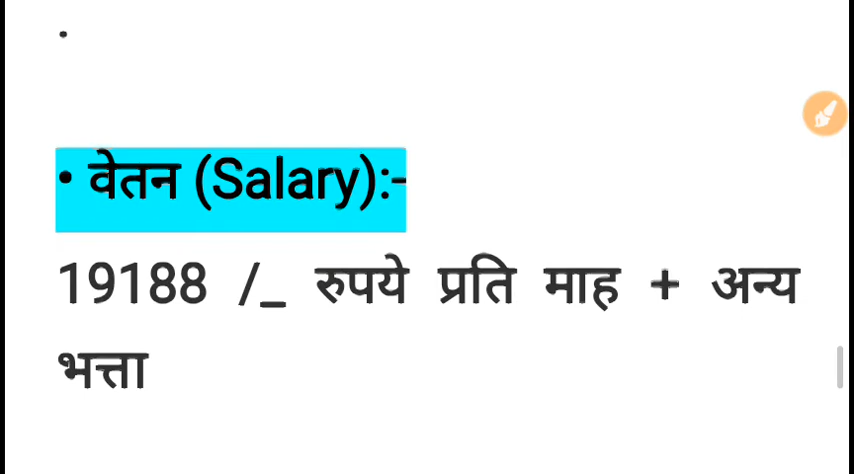 • वेतन (Salary):-
19188 /_ रुपये प्रति माह + अन्य
भत्ता